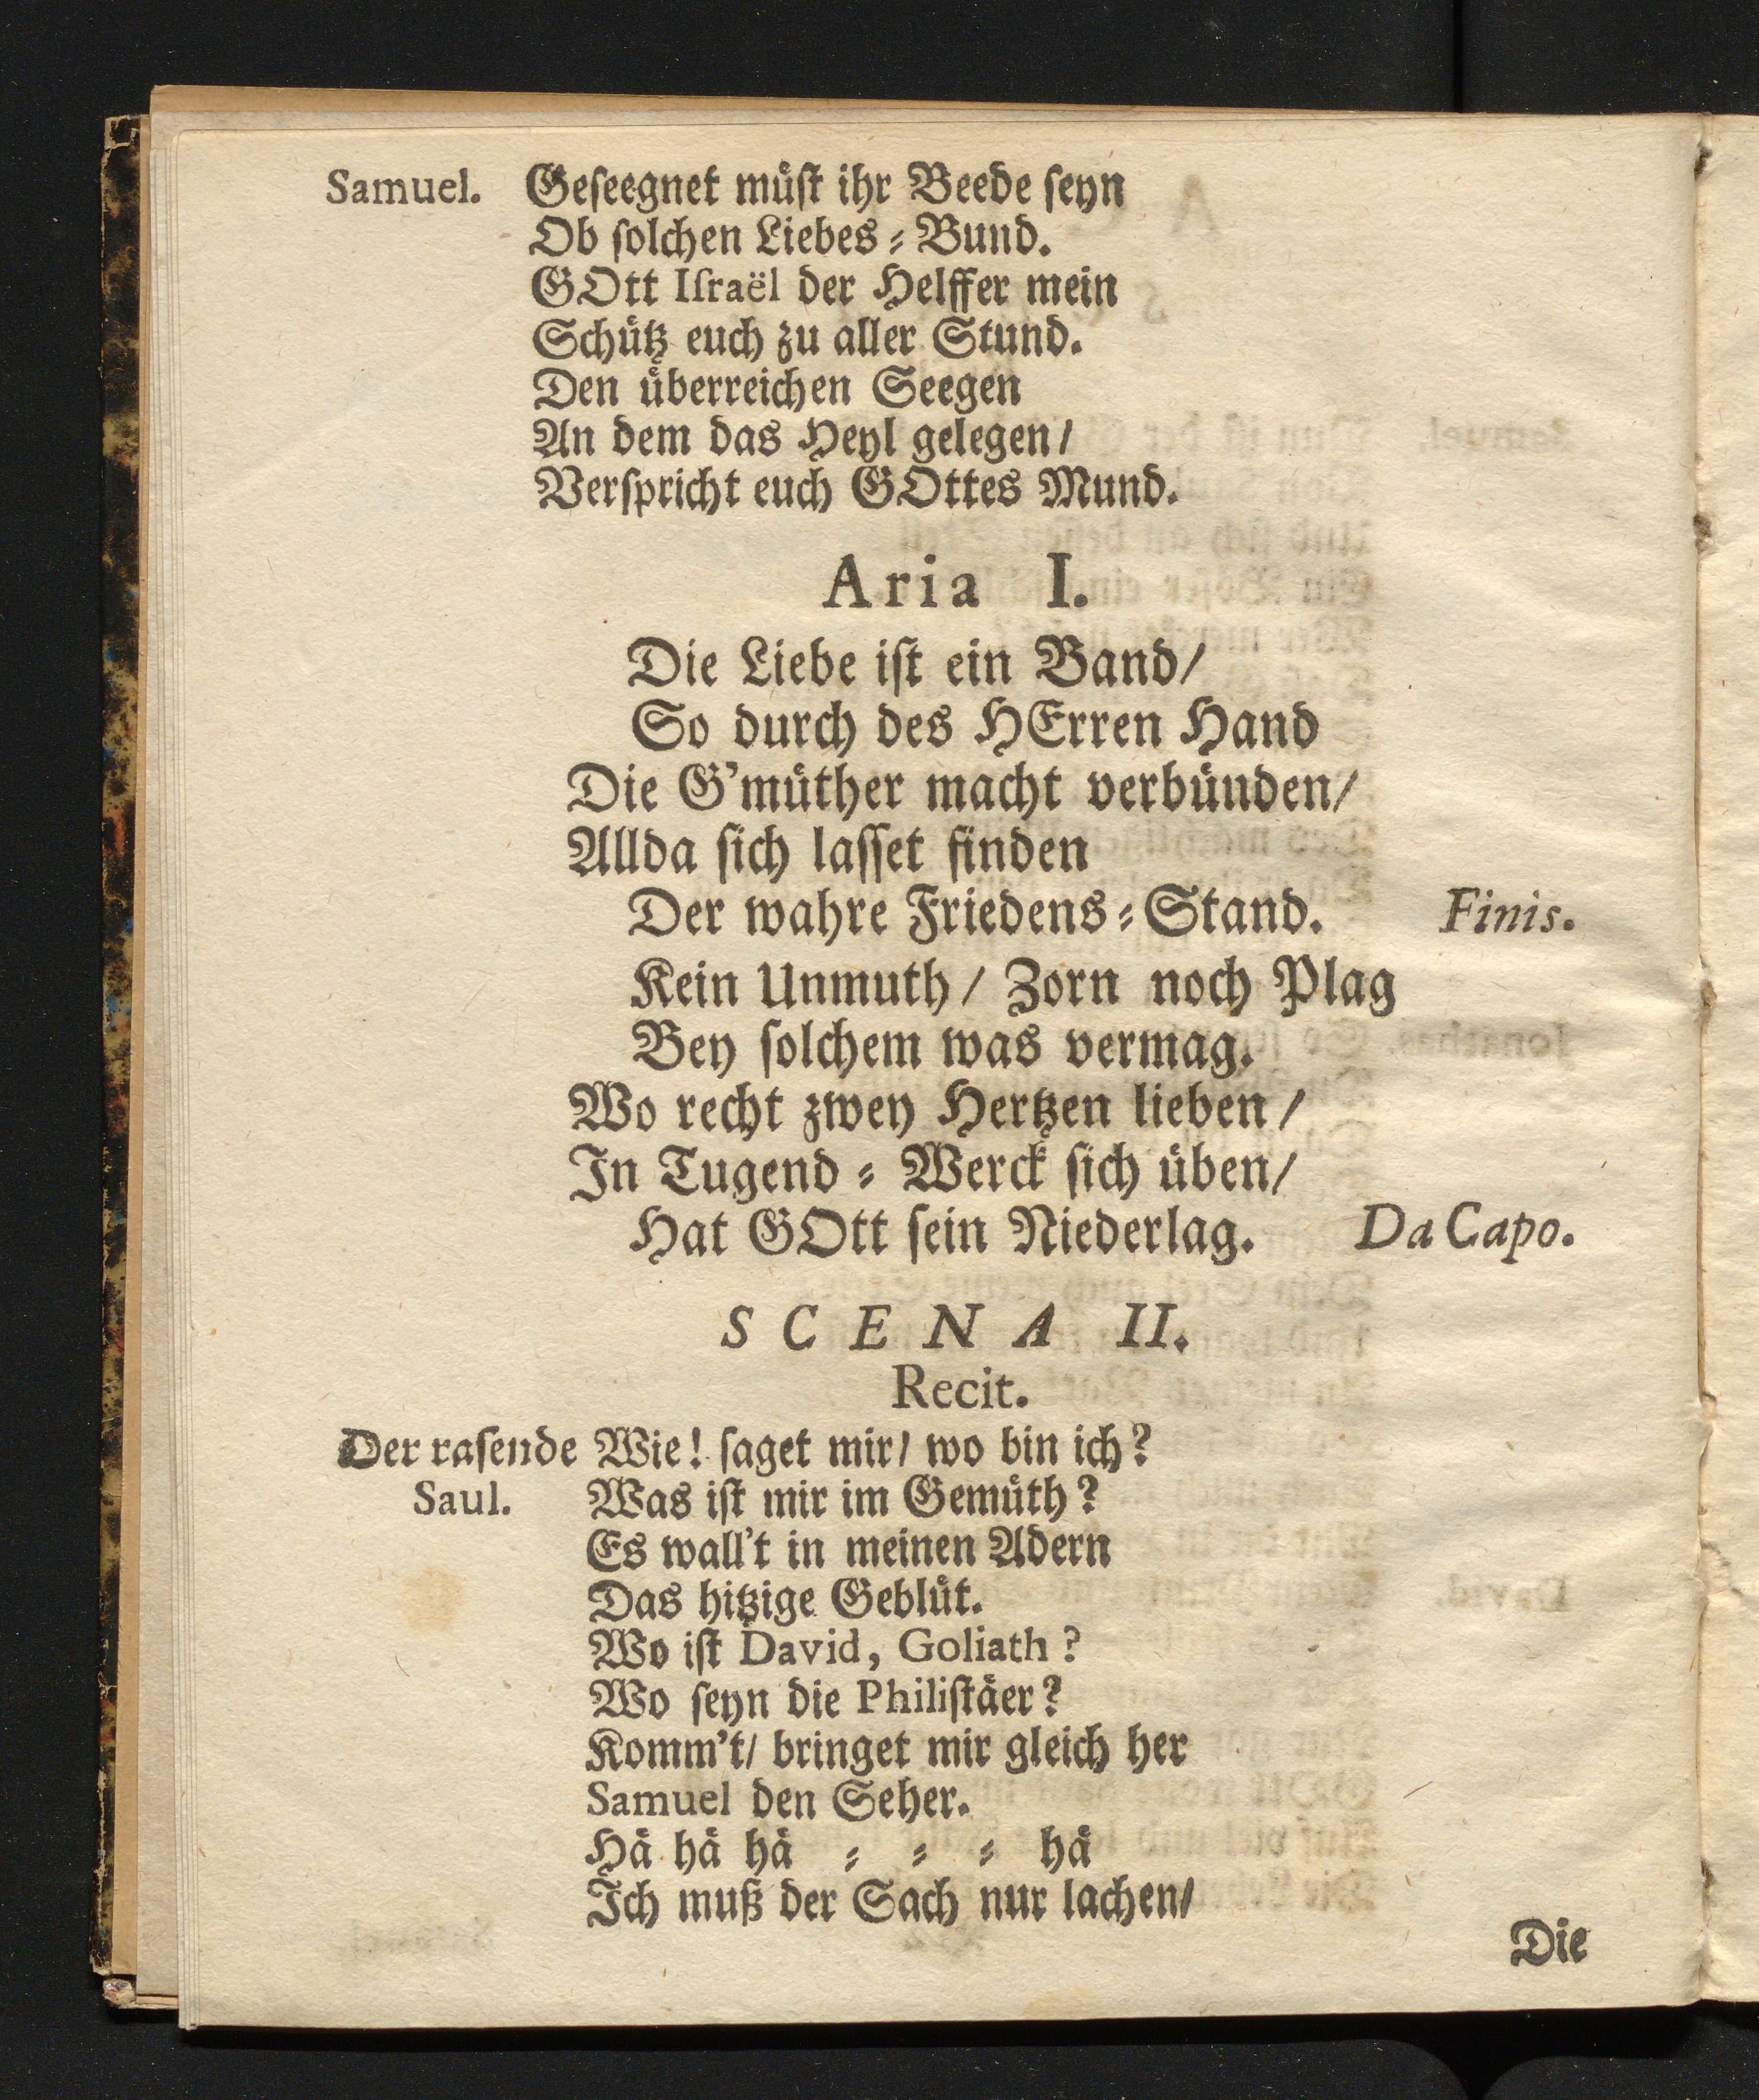 Samuel. Geſeegnet müſt ihr Beede ſeyn
Ob ſolchen Liebes⸗Bund.
GOtt Iſraël der Helffer mein
Schütz euch zu aller Stund.
Den überreichen Seegen
An dem das Heyl gelegen/
Verſpricht euch GOttes Mund.
Aria I.
Die Liebe iſt ein Band/
So durch des HErren Hand
Die G'müther macht verbünden/
Allda ſich laſſet finden
Der wahre Friedens⸗Stand. Finis.
Kein Unmuth/ Zorn noch Plag
Bey ſolchem was vermag.
Wo recht zwey Hertzen lieben/
In Tugend⸗Werck ſich üben/
Hat GOtt ſein Niederlag. Da Capo.
SCENA II.
Recit.
Der raſende Wie! ſaget mir/ wo bin ich?
Saul. Was iſt mir im Gemüth?
Es wall't in meinen Adern
Das hitzige Geblüt.
Wo iſt David, Goliath?
Wo ſeyn die Philiſtäer?
Komm't/ bringet mir gleich her
Samuel den Seher.
Hä hä hä ⸗ ⸗ ⸗ hä
Ich muß der Sach nur lachen/
Die